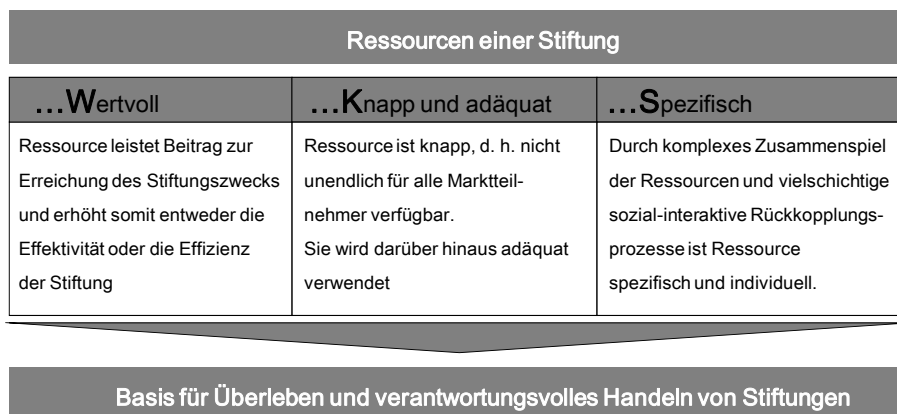 Ressourcen einer Stiftung
...Wertvoll
Ressource leistet Beitrag zur
Erreichung des Stiftungszwecks
und erhöht somit entweder die
Effektivität oder die Effizienz
der Stiftung
...Knapp und adäquat
Ressource ist knapp, d. h. nicht
unendlich für alle Marktteil-
nehmer verfügbar.
Sie wird darüber hinaus adäquat
verwendet
...Spezifisch
Durch komplexes Zusammenspiel
der Ressourcen und vielschichtige
sozial-interaktive Rückkopplungs-
prozesse ist Ressource
spezifisch und individuell.
Basis für Überleben und verantwortungsvolles Handeln von Stiftungen